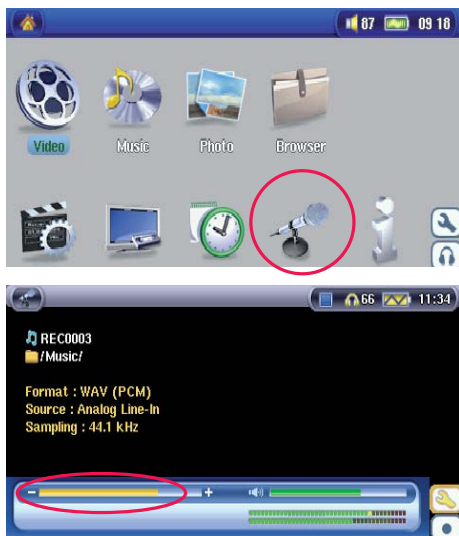 87 09 18
Video Music Photo Browser
66 11:34
REC0003
/Music/
Format : WAV (PCM)
Source : Analog Line-In
Sampling : 44.1 kHz
- +